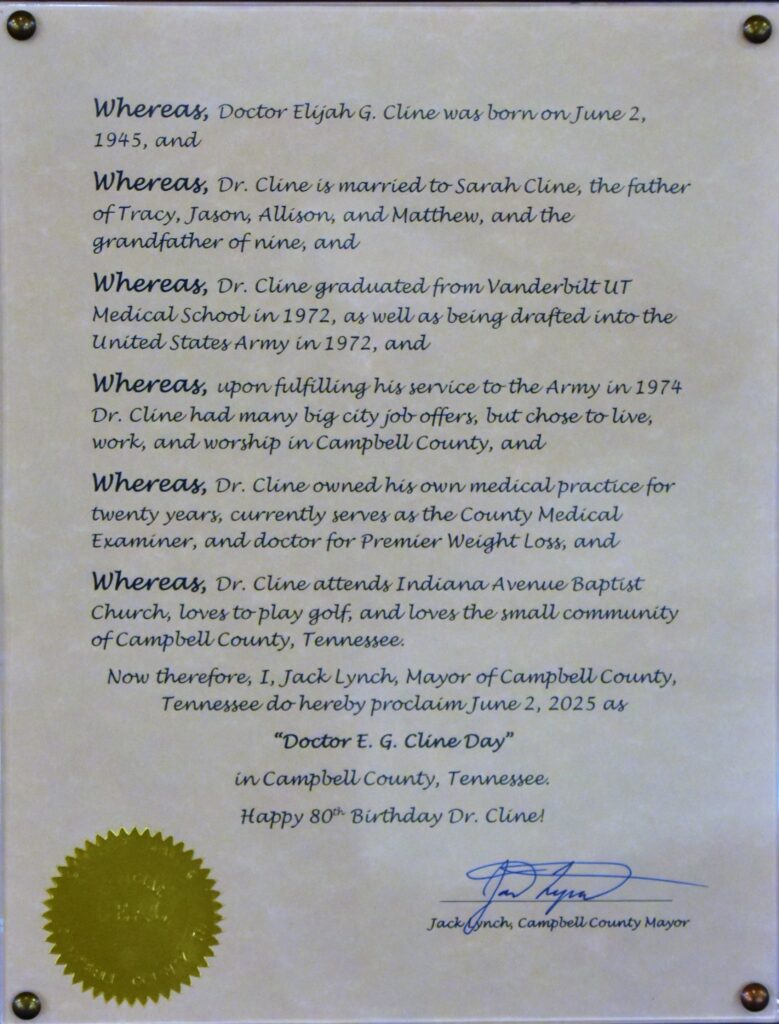 Whereas, Doctor Elijah G. Cline was born on June 2,
1945, and
Whereas, Dr. Cline is married to Sarah Cline, the father
of Tracy, Jason, Allison, and Matthew, and the
grandfather of nine, and
Whereas, Dr. Cline graduated from Vanderbilt UT
Medical School in 1972, as well as being drafted into the
United States Army in 1972, and
Whereas, upon fulfilling his service to the Army in 1974
Dr. Cline had many big city job offers, but chose to live,
work, and worship in Campbell County, and
Whereas, Dr. Cline owned his own medical practice for
twenty years, currently serves as the County Medical
Examiner, and doctor for Premier Weight Loss, and
Whereas, Dr. Cline attends Indiana Avenue Baptist
Church, loves to play golf, and loves the small community
of Campbell County, Tennessee.
Now therefore, I, Jack Lynch, Mayor of Campbell County,
Tennessee do hereby proclaim June 2, 2025 as
"Doctor E. G. Cline Day"
in Campbell County, Tennessee.
Happy 80th Birthday Dr. Cline!
Jack Lynch, Campbell County Mayor